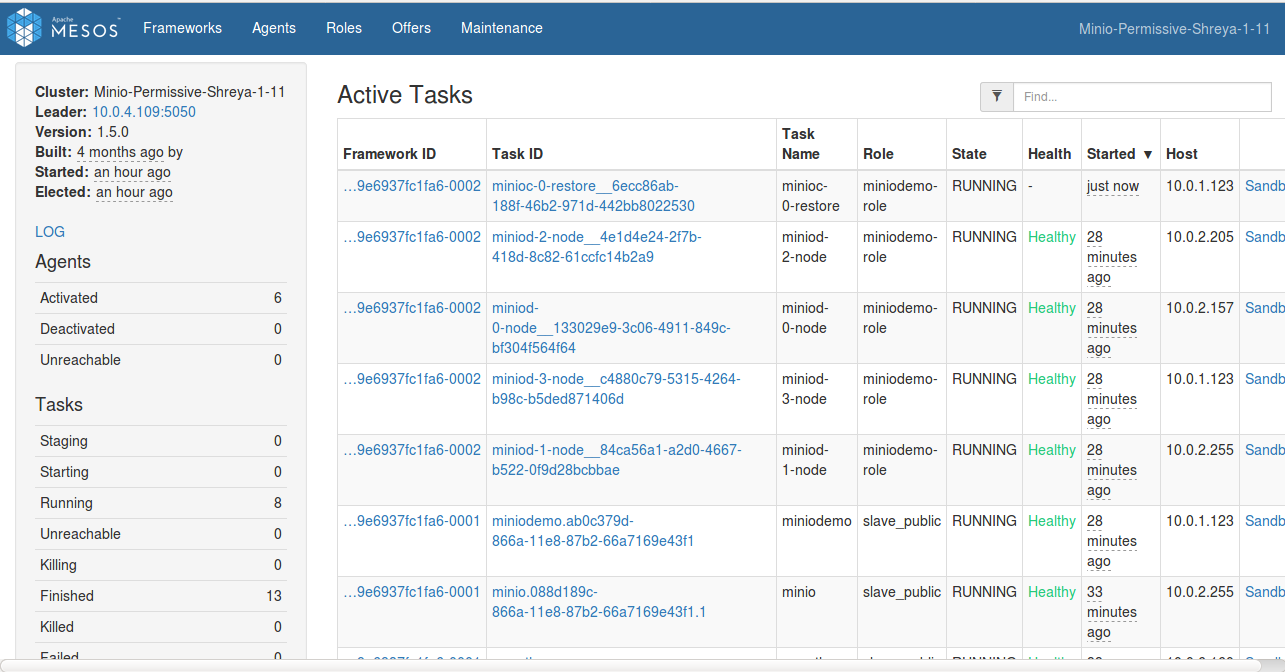 Apache
MESOS™
Frameworks Agents Roles Offers Maintenance
Minio-Permissive-Shreya-1-11
Cluster: Minio-Permissive-Shreya-1-11
Leader: 10.0.4.109:5050
Version: 1.5.0
Built: 4 months ago by
Started: an hour ago
Elected: an hour ago
LOG
Agents
Activated 6
Deactivated 0
Unreachable 0
Tasks
Staging 0
Starting 0
Running 8
Unreachable 0
Killing 0
Finished 13
Killed 0
Failed 0
Active Tasks
Find...
Task
Framework ID Task ID Name Role State Health Started ▼ Host
…9e6937fc1fa6-0002 minioc-0-restore__6ecc86ab- minioc- miniodemo- RUNNING - just now 10.0.1.123 Sandb
188f-46b2-971d-442bb8022530 0-restore role
…9e6937fc1fa6-0002 miniod-2-node__4e1d4e24-2f7b- miniod- miniodemo- RUNNING Healthy 28 10.0.2.205 Sandb
418d-8c82-61ccfc14b2a9 2-node role minutes
ago
…9e6937fc1fa6-0002 miniod- miniod- miniodemo- RUNNING Healthy 28 10.0.2.157 Sandb
0-node__133029e9-3c06-4911-849c- 0-node role minutes
bf304f564f64 ago
…9e6937fc1fa6-0002 miniod-3-node__c4880c79-5315-4264- miniod- miniodemo- RUNNING Healthy 28 10.0.1.123 Sandb
b98c-b5ded871406d 3-node role minutes
ago
…9e6937fc1fa6-0002 miniod-1-node__84ca56a1-a2d0-4667- miniod- miniodemo- RUNNING Healthy 28 10.0.2.255 Sandb
b522-0f9d28bcbbae 1-node role minutes
ago
…9e6937fc1fa6-0001 miniodemo.ab0c379d- miniodemo slave_public RUNNING Healthy 28 10.0.1.123 Sandb
866a-11e8-87b2-66a7169e43f1 minutes
ago
…9e6937fc1fa6-0001 minio.088d189c- minio slave_public RUNNING Healthy 33 10.0.2.255 Sandb
866a-11e8-87b2-66a7169e43f1.1 minutes
ago